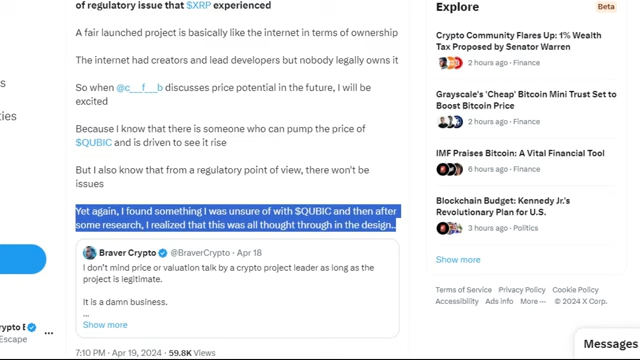 of regulatory issue that $XRP experienced
A fair launched project is basically like the internet in terms of ownership
The internet had creators and lead developers but nobody legally owns it
So when @c___f___b discusses price potential in the future, I will be
excited
Because I know that there is someone who can pump the price of
$QUBIC and is driven to see it rise
But I also know that from a regulatory point of view, there won't be
issues
Yet again, I found something I was unsure of with $QUBIC and then after
some research, I realized that this was all thought through in the design..
Braver Crypto @BraverCrypto · Apr 18
I don't mind price or valuation talk by a crypto project leader as long as the
project is legitimate.
It is a damn business.
...
Show more
7:10 PM · Apr 19, 2024 · 59.8K Views
s
ties
rypto E
Escape
...
Explore
Beta
Crypto Community Flares Up: 1% Wealth
Tax Proposed by Senator Warren
2 hours ago · Finance
Grayscale's 'Cheap' Bitcoin Mini Trust Set to
Boost Bitcoin Price
2 hours ago · Finance
IMF Praises Bitcoin: A Vital Financial Tool
6 hours ago · Finance
Blockchain Budget: Kennedy Jr.'s
Revolutionary Plan for U.S.
3 hours ago · Politics
Show more
Terms of Service Privacy Policy Cookie Policy
Accessibility Ads info More ··· © 2024 X Corp.
Messages